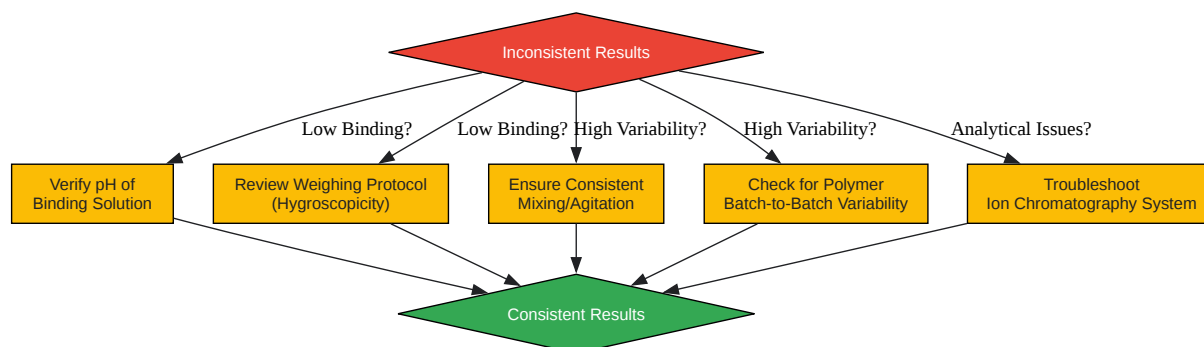 Inconsistent Results
Low Binding?
Low Binding?
High Variability?
High Variability?
Analytical Issues?
Verify pH of
Binding Solution
Review Weighing Protocol
(Hygroscopicity)
Ensure Consistent
Mixing/Agitation
Check for Polymer
Batch-to-Batch Variability
Troubleshoot
Ion Chromatography System
Consistent Results